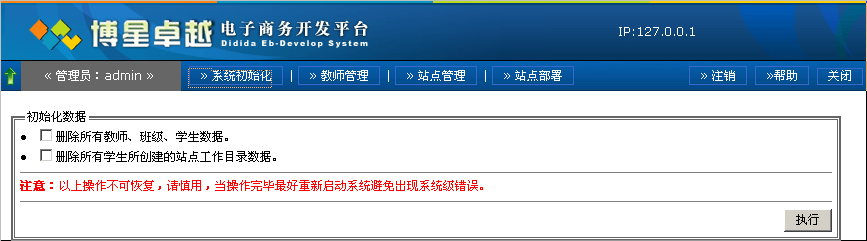 博星卓越 电子商务开发平台
Didida Eb-Develop System
IP:127.0.0.1
« 管理员：admin » » 系统初始化 | » 教师管理 | » 站点管理 | » 站点部署 » 注销 »帮助 关闭
初始化数据
删除所有教师、班级、学生数据。
删除所有学生所创建的站点工作目录数据。
注意：以上操作不可恢复，请慎用，当操作完毕最好重新启动系统避免出现系统级错误。
执行